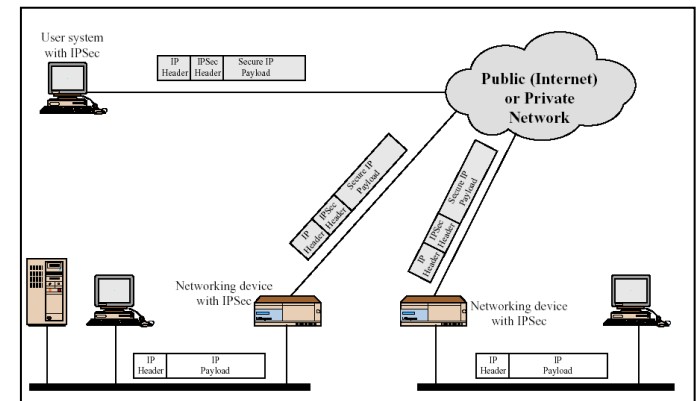 User system
with IPSec
IP
Header
IPSec
Header
Secure IP
Payload
Public (Internet)
or Private
Network
IP
Header
IPSec
Header
Secure IP
Payload
IP
Header
IPSec
Header
Secure IP
Payload
Networking device
with IPSec
Networking device
with IPSec
IP
Header
IP
Payload
IP
Header
IP
Payload